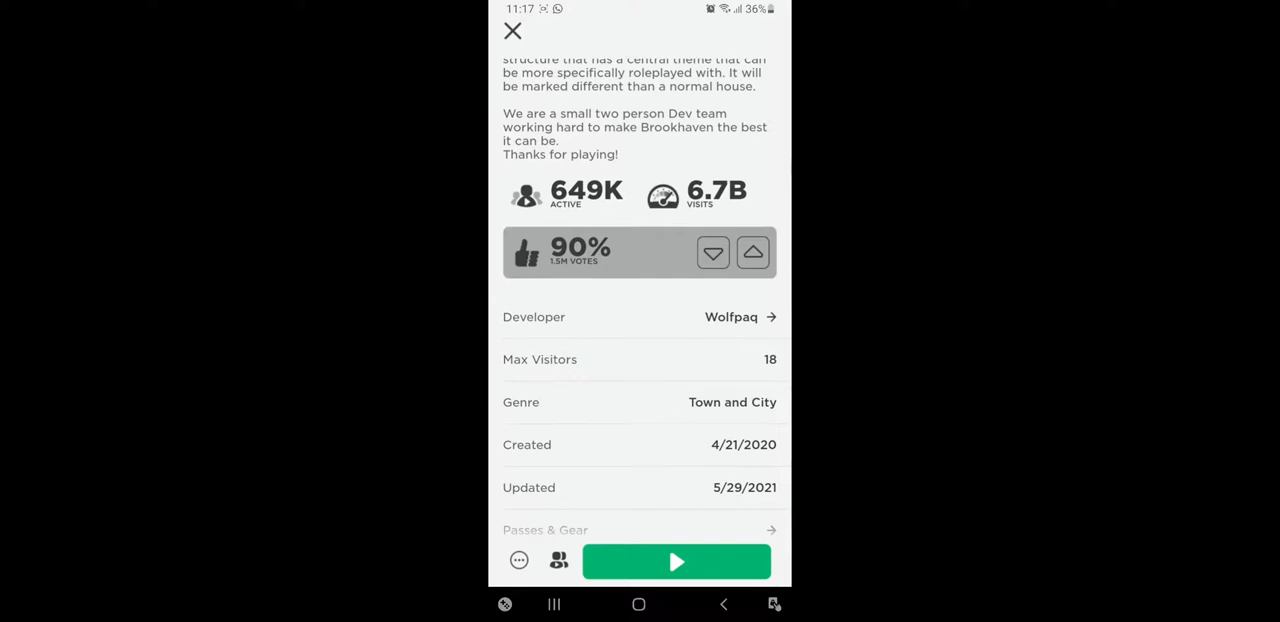 11:17
36%
structure that has a central theme that can
be more specifically roleplayed with. It will
be marked different than a normal house.
We are a small two person Dev team
working hard to make Brookhaven the best
it can be.
Thanks for playing!
649K
ACTIVE
6.7B
VISITS
90%
1.5M VOTES
Developer Wolfpaq
Max Visitors 18
Genre Town and City
Created 4/21/2020
Updated 5/29/2021
Passes & Gear